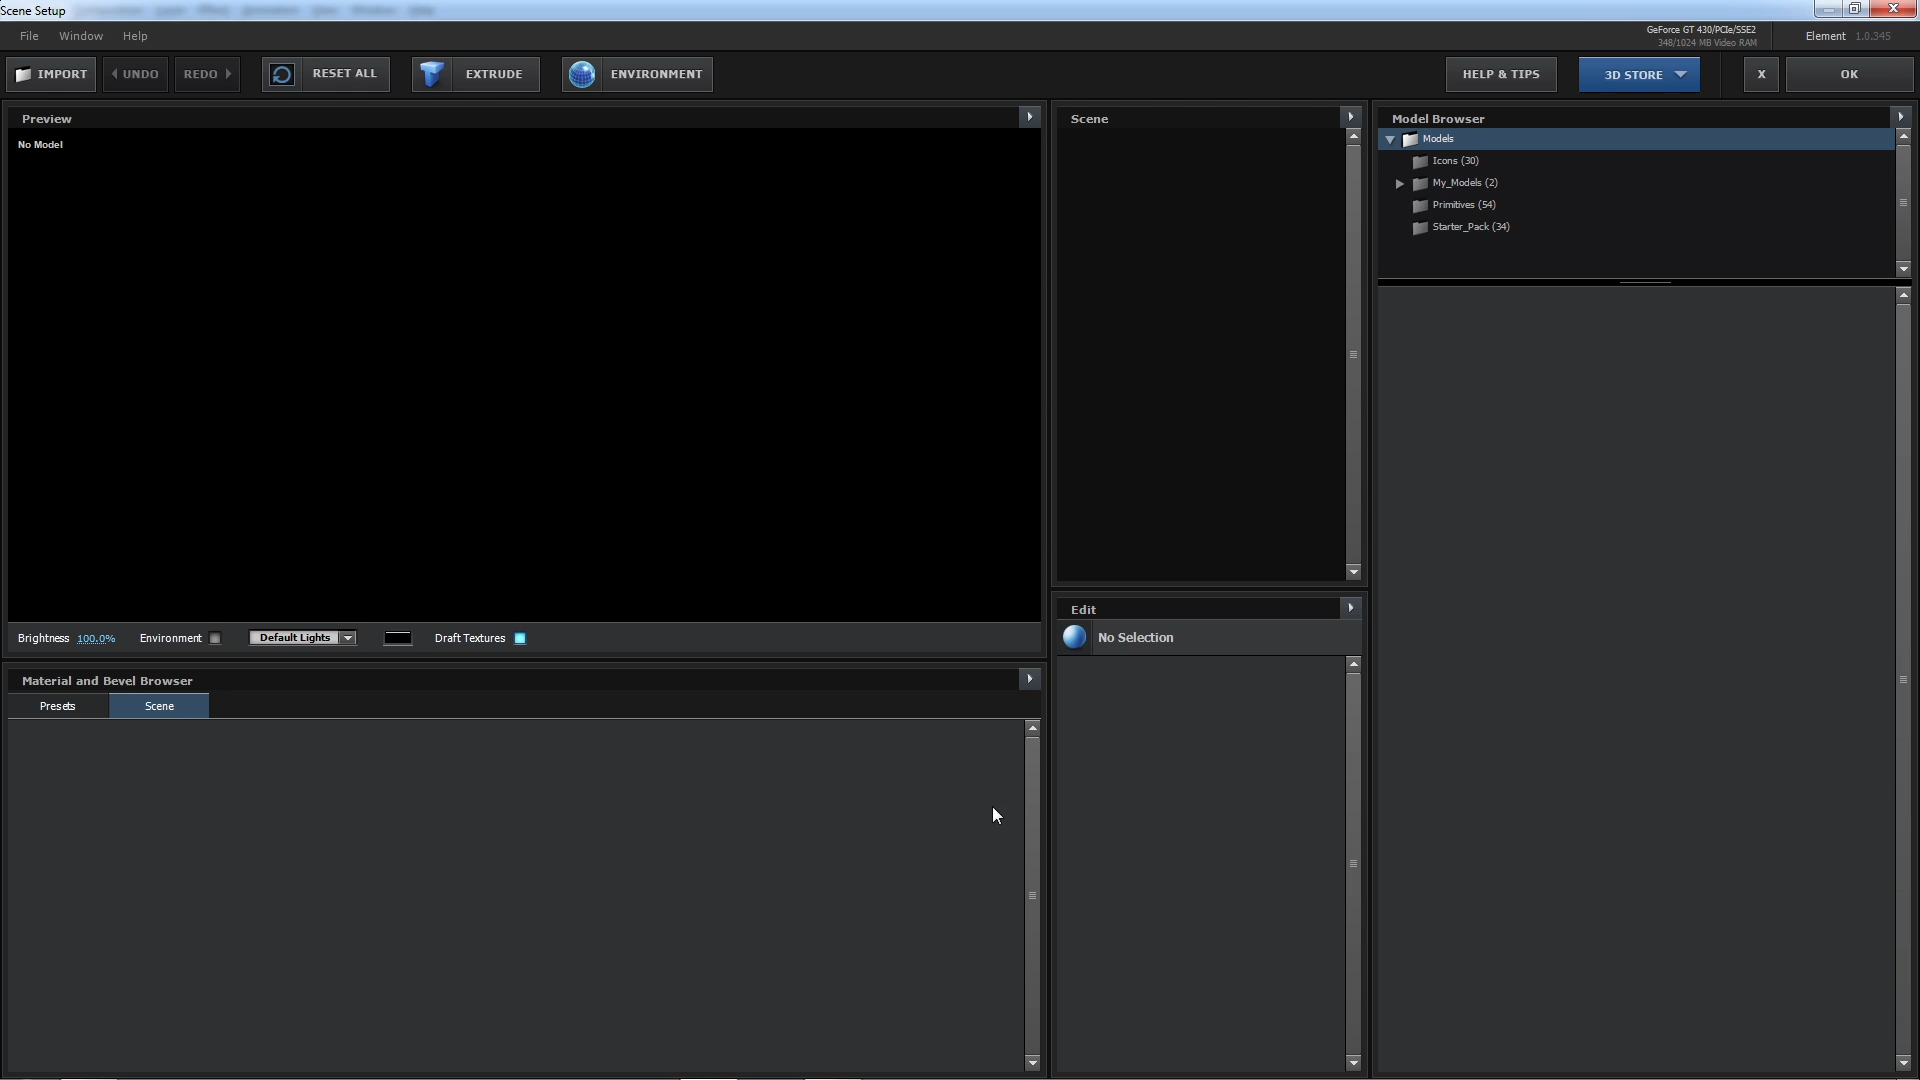 Scene Setup
File Window Help
GeForce GT 430/PCIe/SSE2
348/1024 MB Video RAM
Element 1.0.345
IMPORT UNDO REDO RESET ALL EXTRUDE ENVIRONMENT HELP & TIPS 3D STORE X OK
Preview
No Model
Scene
Model Browser
Models
Icons (30)
My_Models (2)
Primitives (54)
Starter_Pack (34)
Brightness 100.0% Environment Default Lights Draft Textures
Edit
No Selection
Material and Bevel Browser
Presets Scene